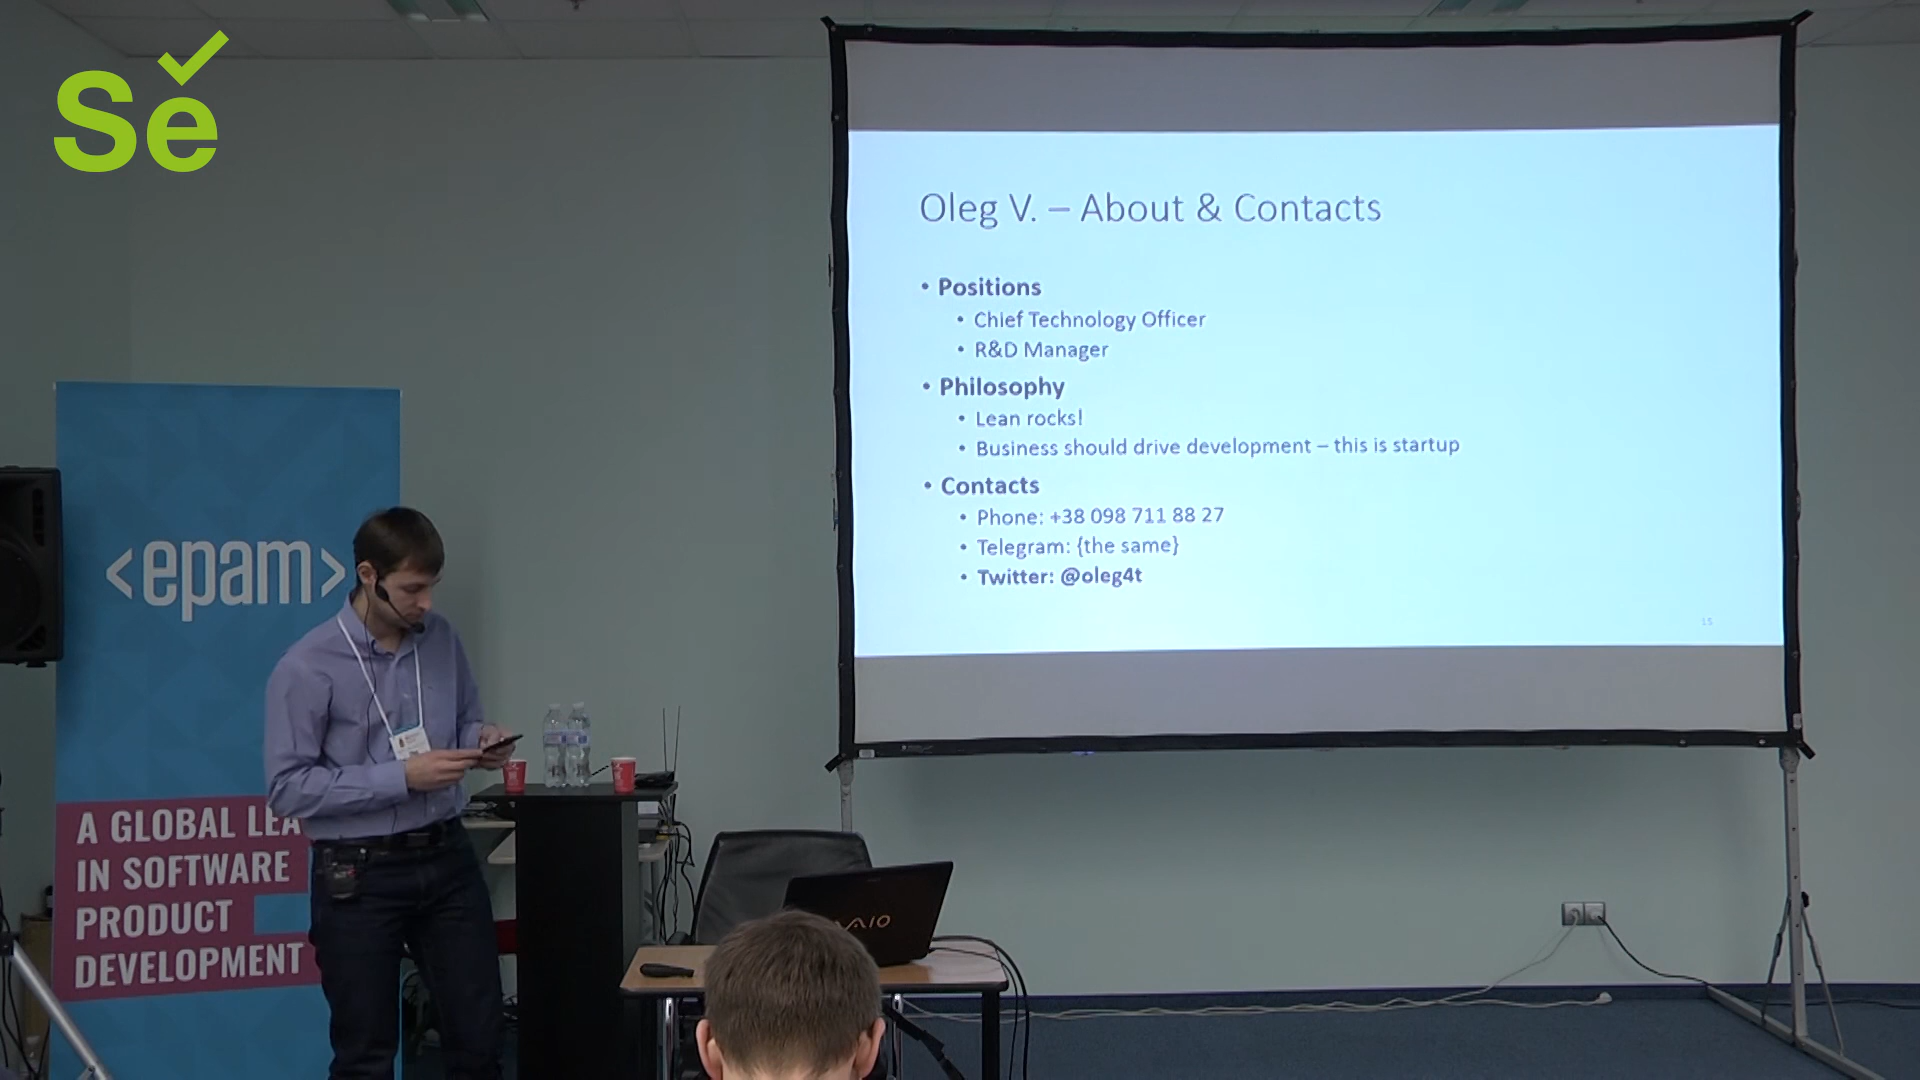 Se
Oleg V. – About & Contacts
• Positions
• Chief Technology Officer
• R&D Manager
• Philosophy
• Lean rocks!
• Business should drive development – this is startup
• Contacts
• Phone: +38 098 711 88 27
• Telegram: {the same}
• Twitter: @oleg4t
15
<epam>
A GLOBAL LEA
IN SOFTWARE
PRODUCT
DEVELOPMENT
VAIO